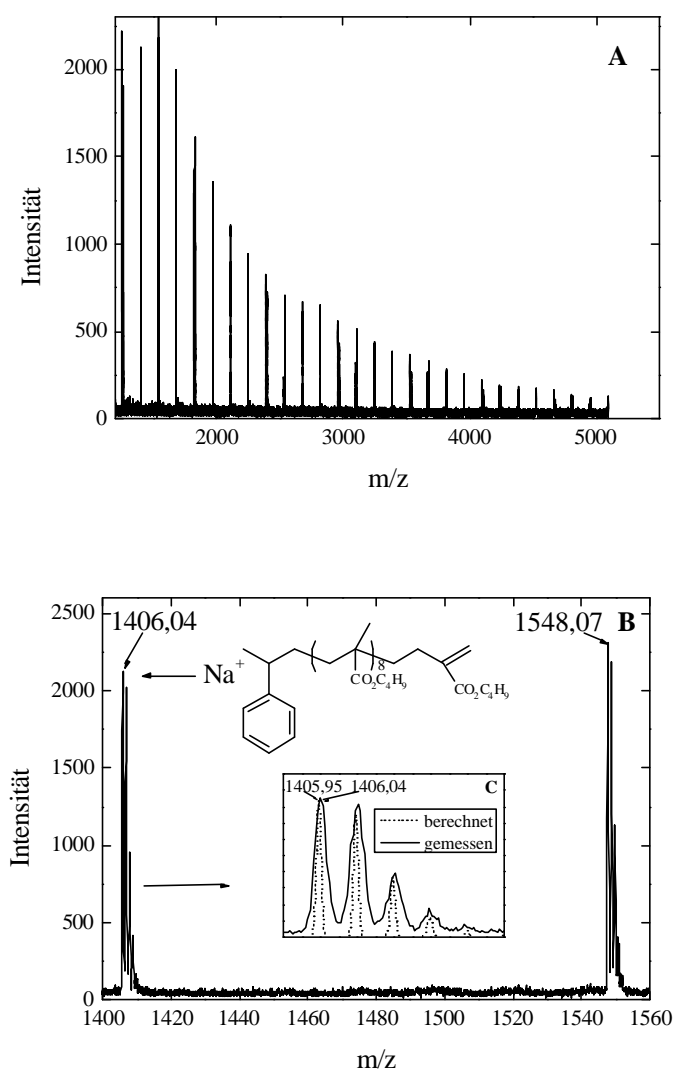 A
2000
1500
1000
500
0
Intensität
2000
3000
4000
5000
m/z
B
2500
2000
1500
1000
500
0
Intensität
1406,04
Na+
8
CO₂C₄H₉
CO₂C₄H₉
1548,07
C
1405,95 1406,04
berechnet
gemessen
1400 1420 1440 1460 1480 1500 1520 1540 1560
m/z